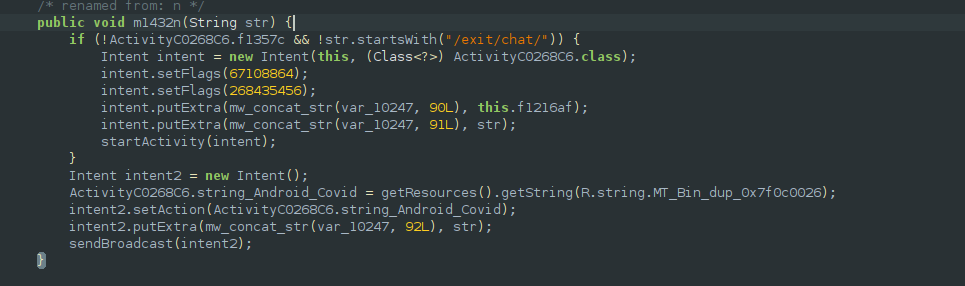 /* renamed from: n */
public void m1432n(String str) {
if (!ActivityC0268C6.f1357c && !str.startsWith("/exit/chat/")) {
Intent intent = new Intent(this, (Class<?>) ActivityC0268C6.class);
intent.setFlags(67108864);
intent.setFlags(268435456);
intent.putExtra(mw_concat_str(var_10247, 90L), this.f1216af);
intent.putExtra(mw_concat_str(var_10247, 91L), str);
startActivity(intent);
}
Intent intent2 = new Intent();
ActivityC0268C6.string_Android_Covid = getResources().getString(R.string.MT_Bin_dup_0x7f0c0026);
intent2.setAction(ActivityC0268C6.string_Android_Covid);
intent2.putExtra(mw_concat_str(var_10247, 92L), str);
sendBroadcast(intent2);
}